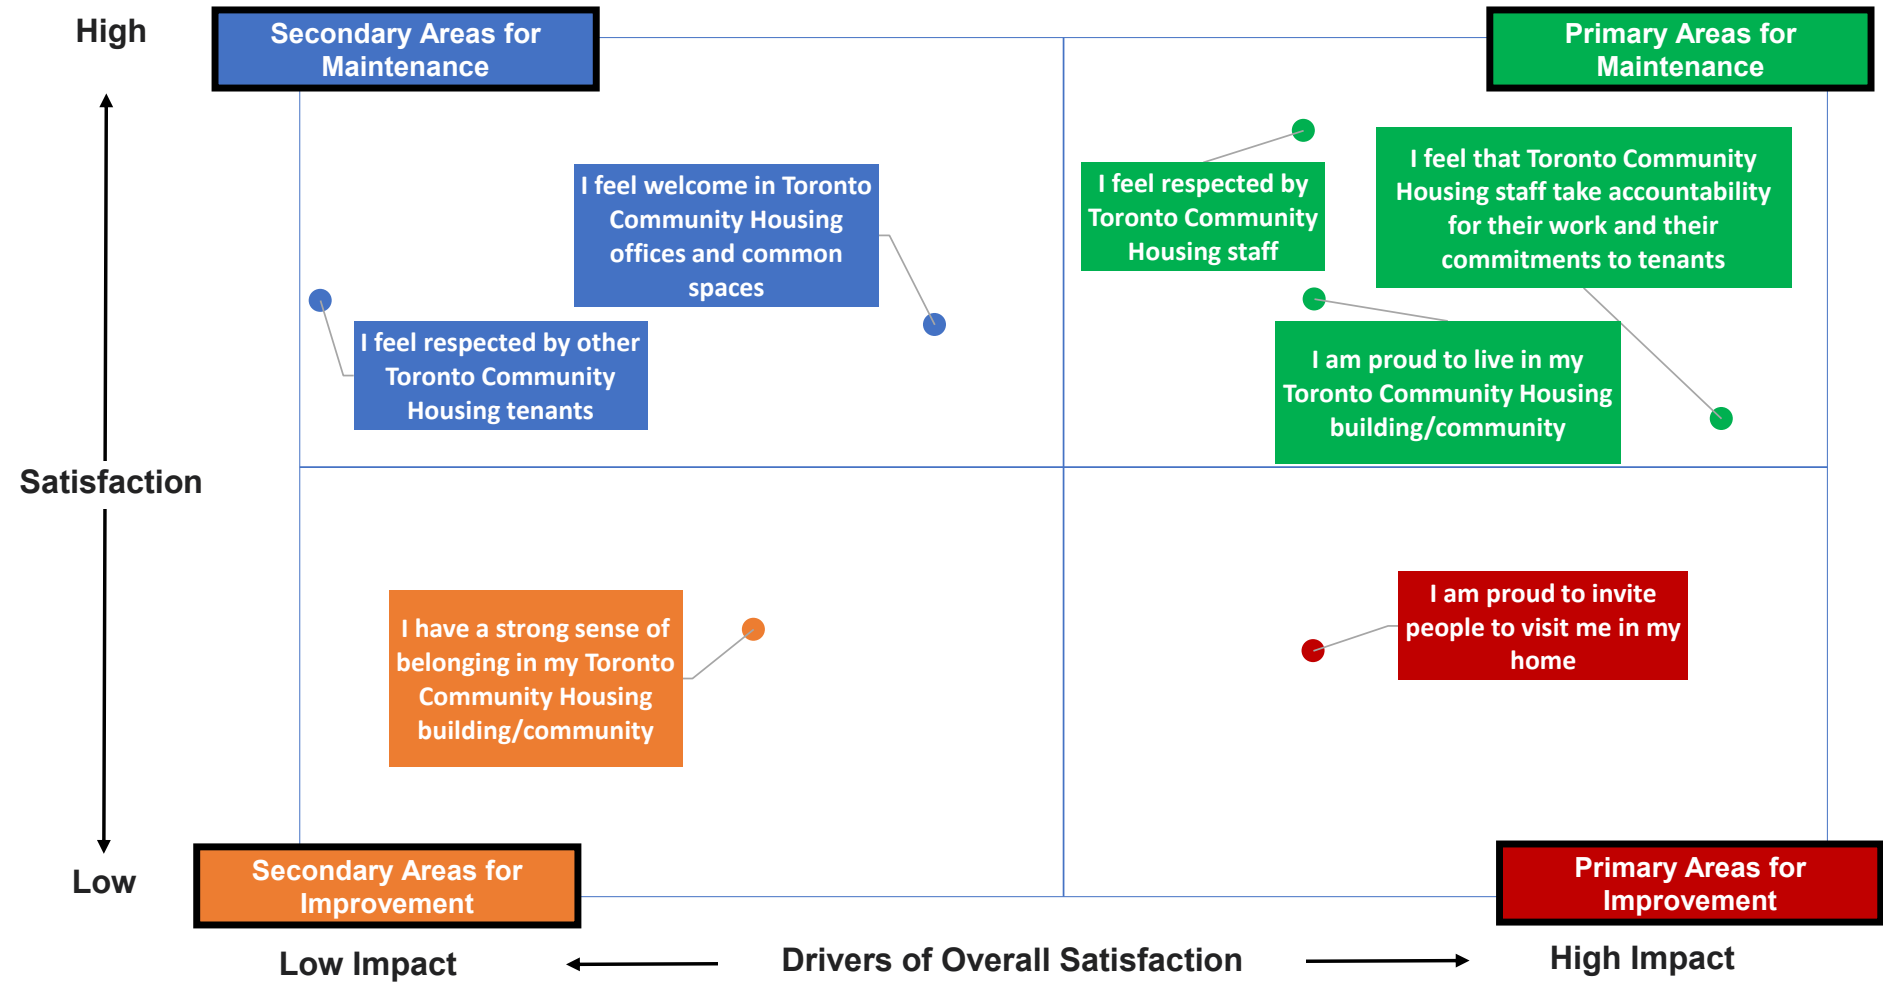 High
Secondary Areas for
Maintenance
Primary Areas for
Maintenance
I feel welcome in Toronto
Community Housing
offices and common
spaces
I feel respected by
Toronto Community
Housing staff
I feel that Toronto Community
Housing staff take accountability
for their work and their
commitments to tenants
I feel respected by other
Toronto Community
Housing tenants
I am proud to live in my
Toronto Community Housing
building/community
Satisfaction
I have a strong sense of
belonging in my Toronto
Community Housing
building/community
I am proud to invite
people to visit me in my
home
Low
Secondary Areas for
Improvement
Primary Areas for
Improvement
Low Impact
Drivers of Overall Satisfaction
High Impact